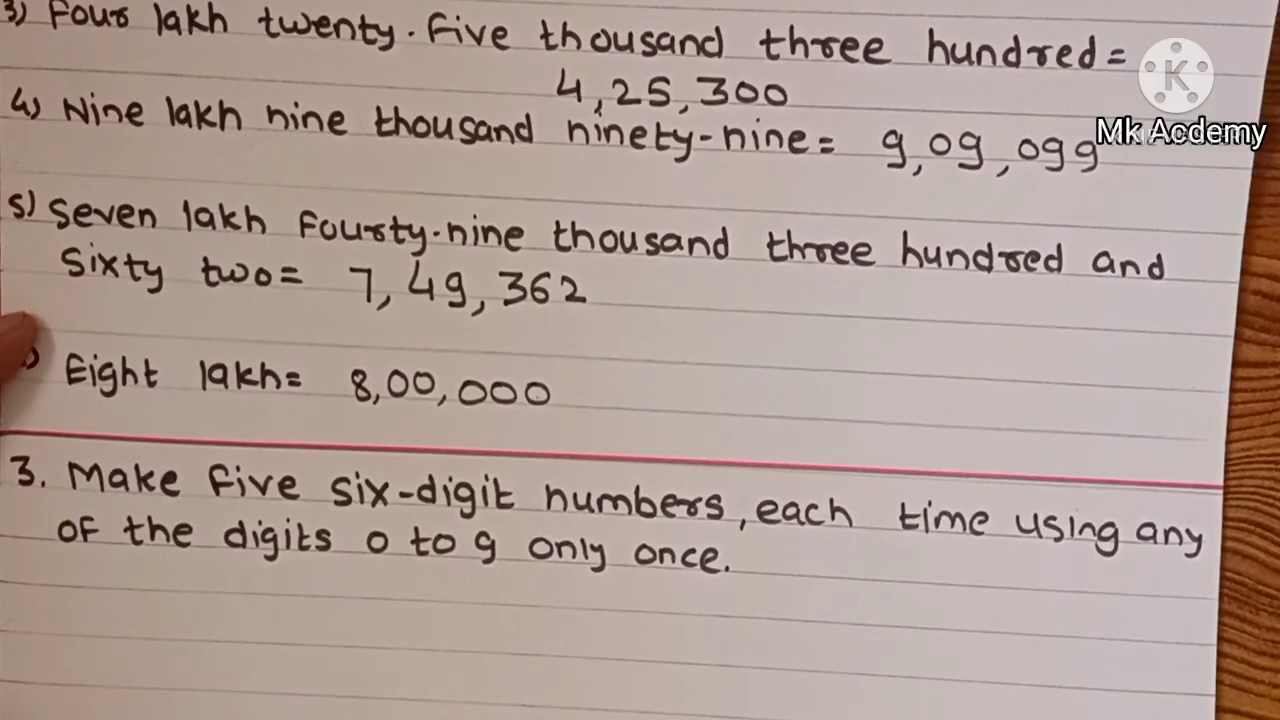 3) Four lakh twenty-five thousand three hundred =
4,25,300
4) Nine lakh nine thousand ninety-nine = 9,09,099
K
Mk Acdemy
5) Seven lakh fourty-nine thousand three hundred and
sixty two = 7,49,362
) Eight lakh = 8,00,000
3. Make five six-digit numbers, each time using any
of the digits 0 to 9 only once.